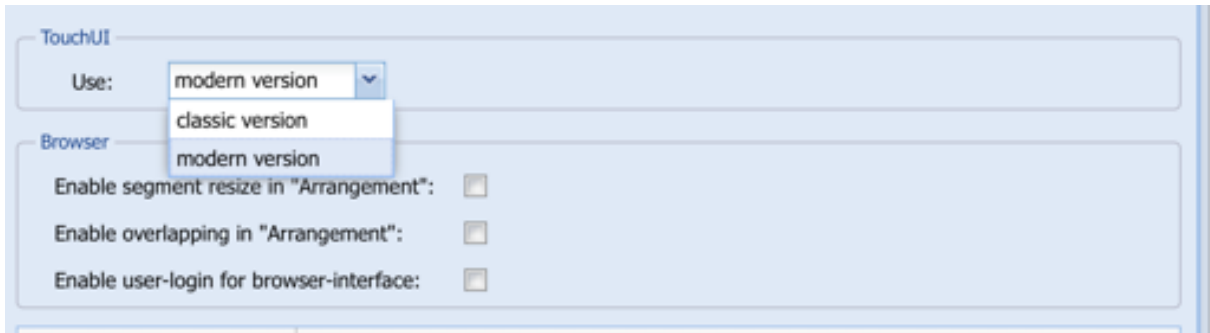 TouchUI
Use: modern version
classic version
modern version
Browser
Enable segment resize in "Arrangement":
Enable overlapping in "Arrangement":
Enable user-login for browser-interface: